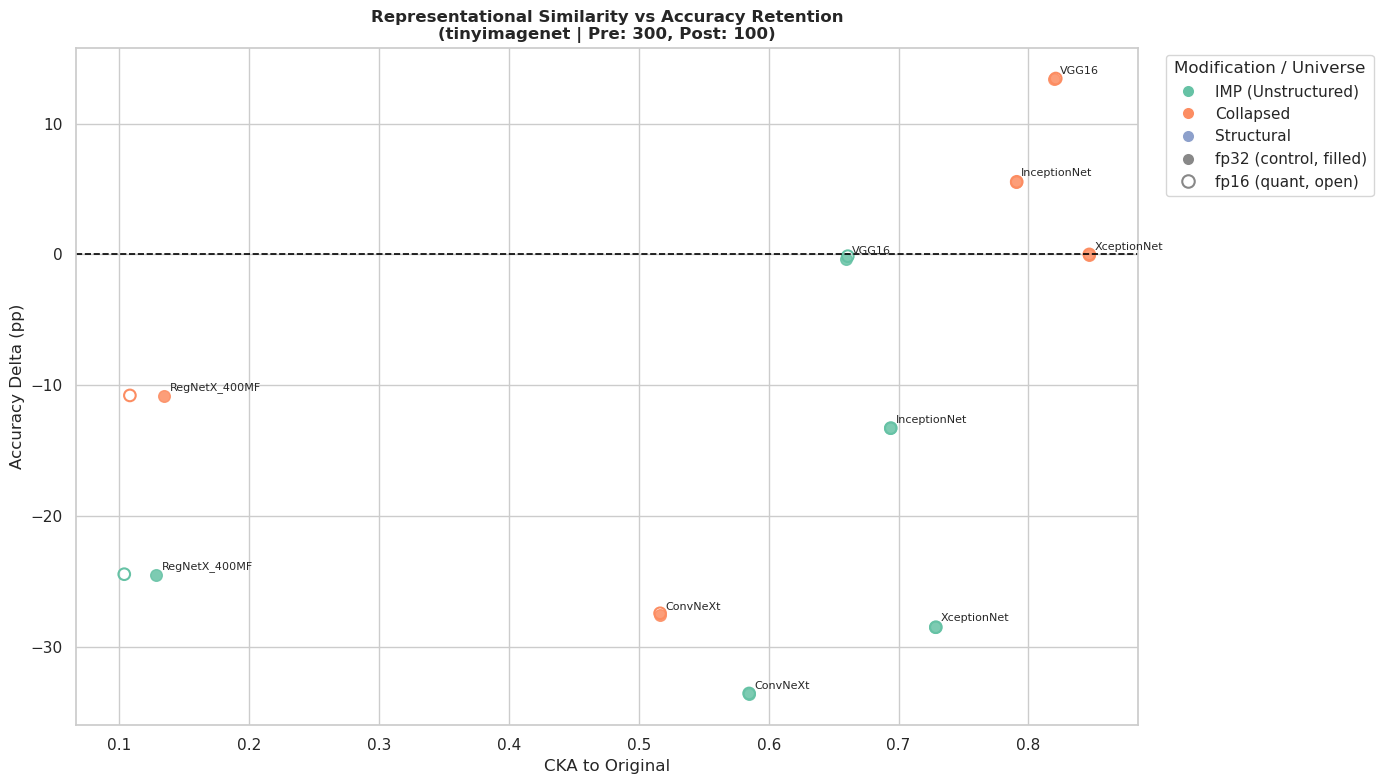 Representational Similarity vs Accuracy Retention
(tinyimagenet | Pre: 300, Post: 100)
Modification / Universe
IMP (Unstructured)
Collapsed
Structural
fp32 (control, filled)
fp16 (quant, open)
VGG16
InceptionNet
XceptionNet
VGG16
RegNetX_400MF
InceptionNet
RegNetX_400MF
ConvNeXt
XceptionNet
ConvNeXt
Accuracy Delta (pp)
10
0
−10
−20
−30
0.1 0.2 0.3 0.4 0.5 0.6 0.7 0.8
CKA to Original